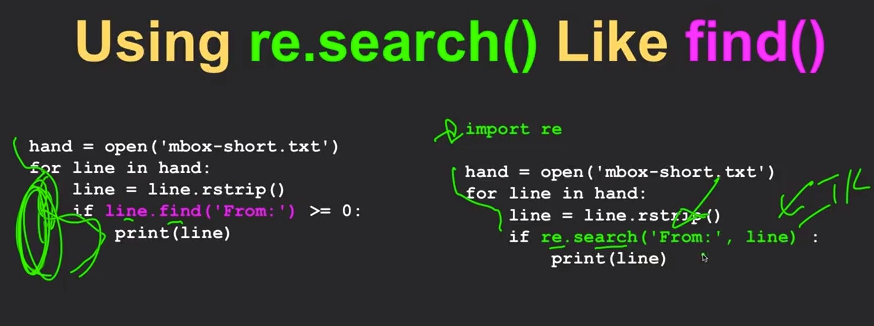 Using re.search() Like find()
hand = open('mbox-short.txt')
for line in hand:
    line = line.rstrip()
    if line.find('From:') >= 0:
        print(line)
import re
hand = open('mbox-short.txt')
for line in hand:
    line = line.rstrip()
    if re.search('From:', line) :
        print(line)